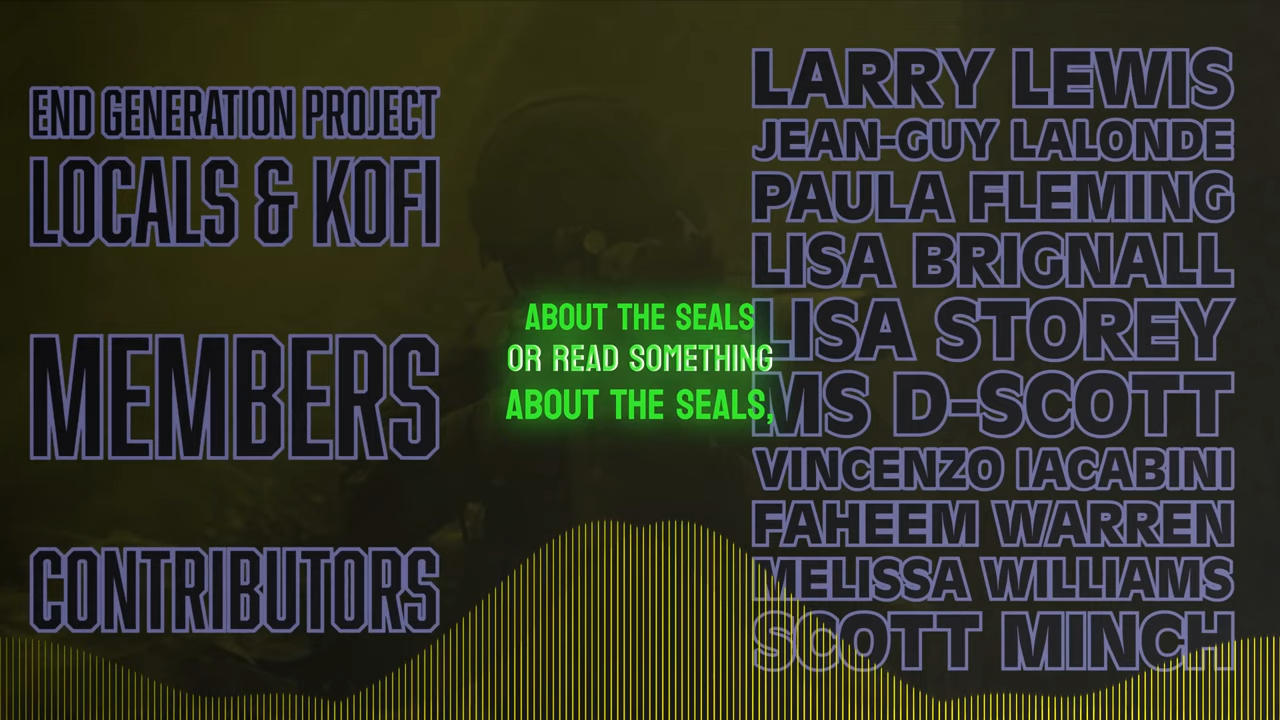 END GENERATION PROJECT
LOCALS & KOFI
MEMBERS
CONTRIBUTORS
ABOUT THE SEALS
OR READ SOMETHING
ABOUT THE SEALS,
LARRY LEWIS
JEAN-GUY LALONDE
PAULA FLEMING
LISA BRIGNALL
LISA STOREY
MS D-SCOTT
VINCENZO IACABINI
FAHEEM WARREN
MELISSA WILLIAMS
SCOTT MINCH